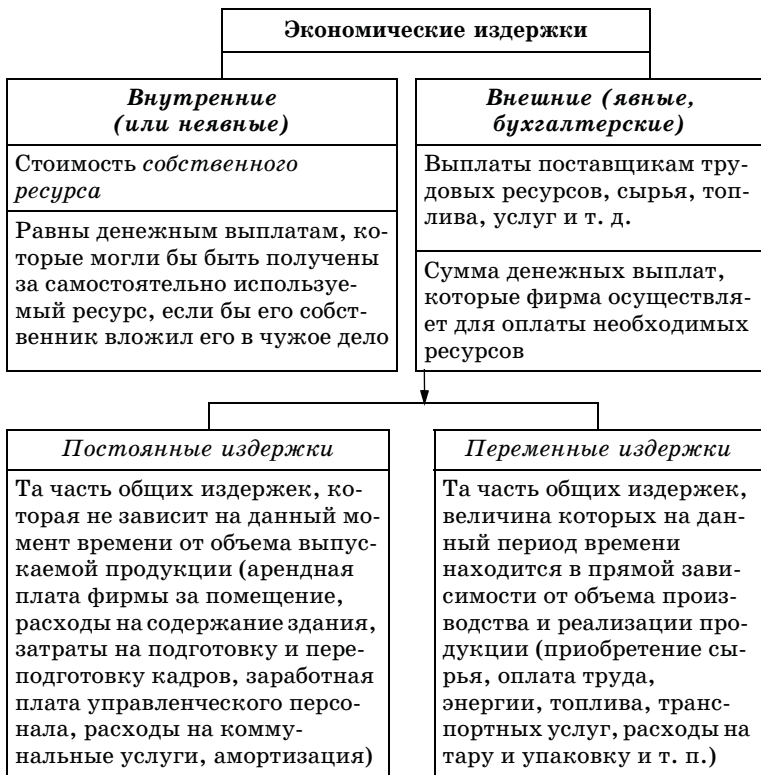 Экономические издержки
Внутренние
(или неявные)
Стоимость собственного
ресурса
Равны денежным выплатам, ко-
торые могли бы быть получены
за самостоятельно используе-
мый ресурс, если бы его собст-
венник вложил его в чужое дело
Внешние (явные,
бухгалтерские)
Выплаты поставщикам тру-
довых ресурсов, сырья, топ-
лива, услуг и т. д.
Сумма денежных выплат,
которые фирма осуществля-
ет для оплаты необходимых
ресурсов
Постоянные издержки
Та часть общих издержек, ко-
торая не зависит на данный мо-
мент времени от объема выпус-
каемой продукции (арендная
плата фирмы за помещение,
расходы на содержание здания,
затраты на подготовку и пере-
подготовку кадров, заработная
плата управленческого персо-
нала, расходы на комму-
нальные услуги, амортизация)
Переменные издержки
Та часть общих издержек,
величина которых на дан-
ный период времени
находится в прямой зави-
симости от объема произ-
водства и реализации про-
дукции (приобретение сы-
рья, оплата труда,
энергии, топлива, транс-
портных услуг, расходы на
тару и упаковку и т. п.)